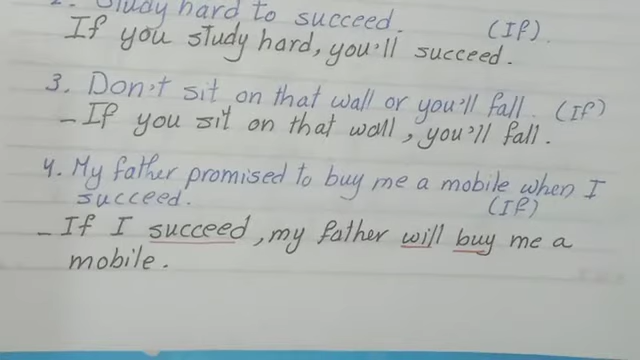 2. Study hard to succeed. (If).
If you study hard, you'll succeed.
3. Don't sit on that wall or you'll fall. (If)
- If you sit on that wall, you'll fall.
4. My father promised to buy me a mobile when I
succeed. (If)
- If I succeed, my father will buy me a
mobile.